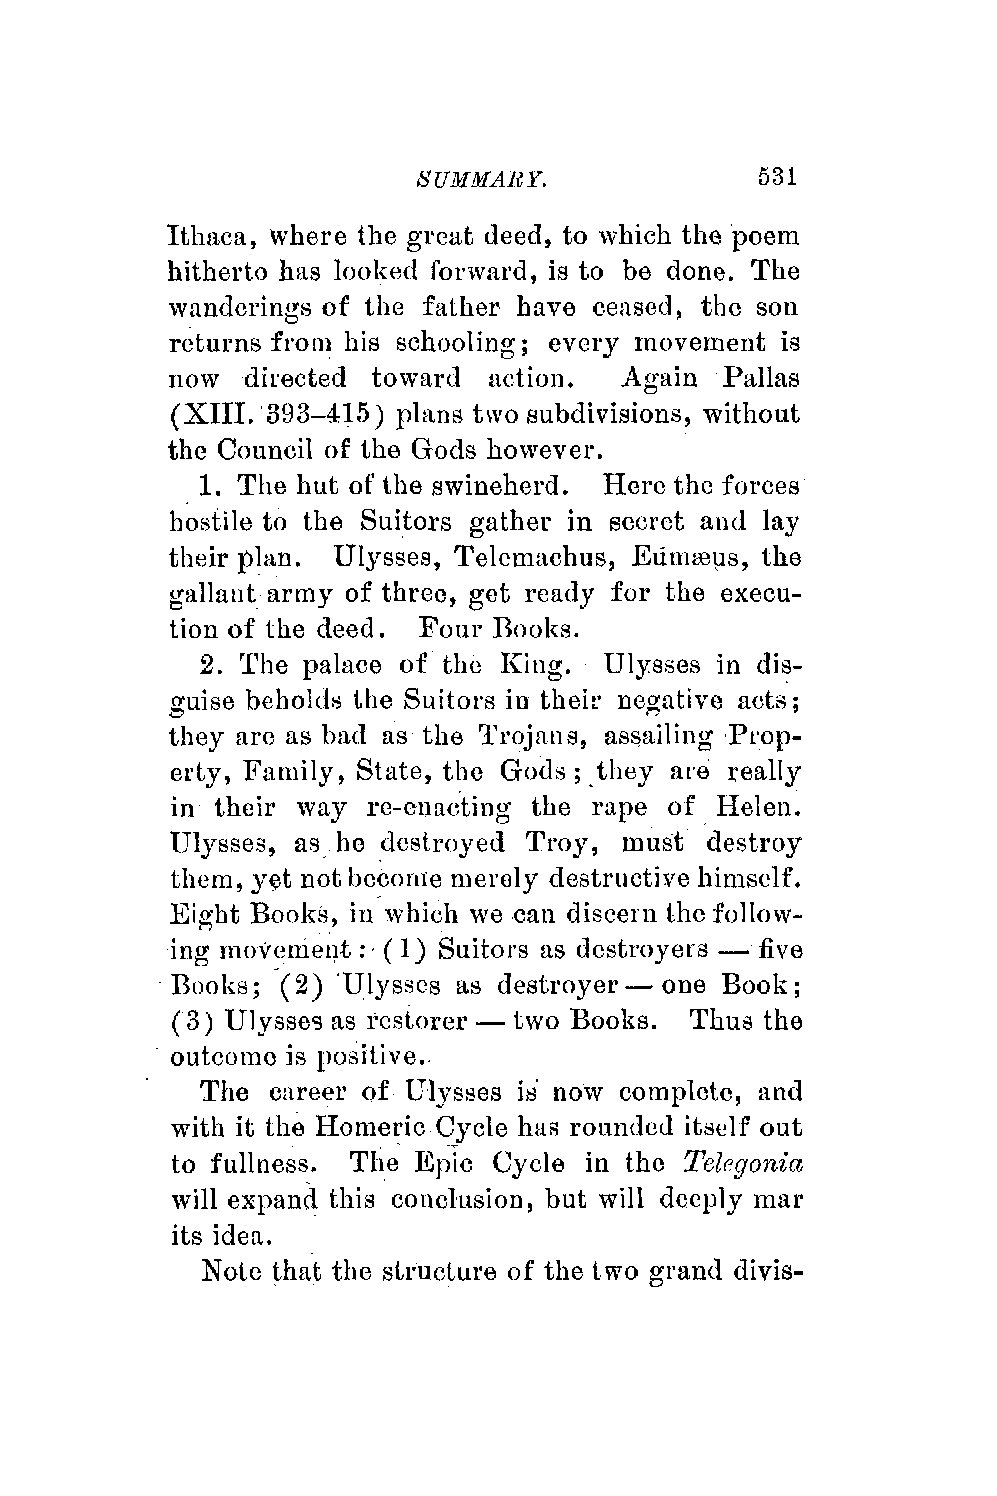 SUMMARY. 531
Ithaca, where the great deed, to which the poem
hitherto has looked forward, is to be done. The
wanderings of the father have ceased, the son
returns from his schooling; every movement is
now directed toward action. Again Pallas
(XIII. 393–415) plans two subdivisions, without
the Council of the Gods however.
1. The hut of the swineherd. Here the forces
hostile to the Suitors gather in secret and lay
their plan. Ulysses, Telemachus, Eumæus, the
gallant army of three, get ready for the execu-
tion of the deed. Four Books.
2. The palace of the King. Ulysses in dis-
guise beholds the Suitors in their negative acts;
they are as bad as the Trojans, assailing Prop-
erty, Family, State, the Gods; they are really
in their way re-enacting the rape of Helen.
Ulysses, as he destroyed Troy, must destroy
them, yet not become merely destructive himself.
Eight Books, in which we can discern the follow-
ing movement: (1) Suitors as destroyers — five
Books; (2) Ulysses as destroyer — one Book;
(3) Ulysses as restorer — two Books. Thus the
outcome is positive.
The career of Ulysses is now complete, and
with it the Homeric Cycle has rounded itself out
to fullness. The Epic Cycle in the Telegonia
will expand this conclusion, but will deeply mar
its idea.
Note that the structure of the two grand divis-